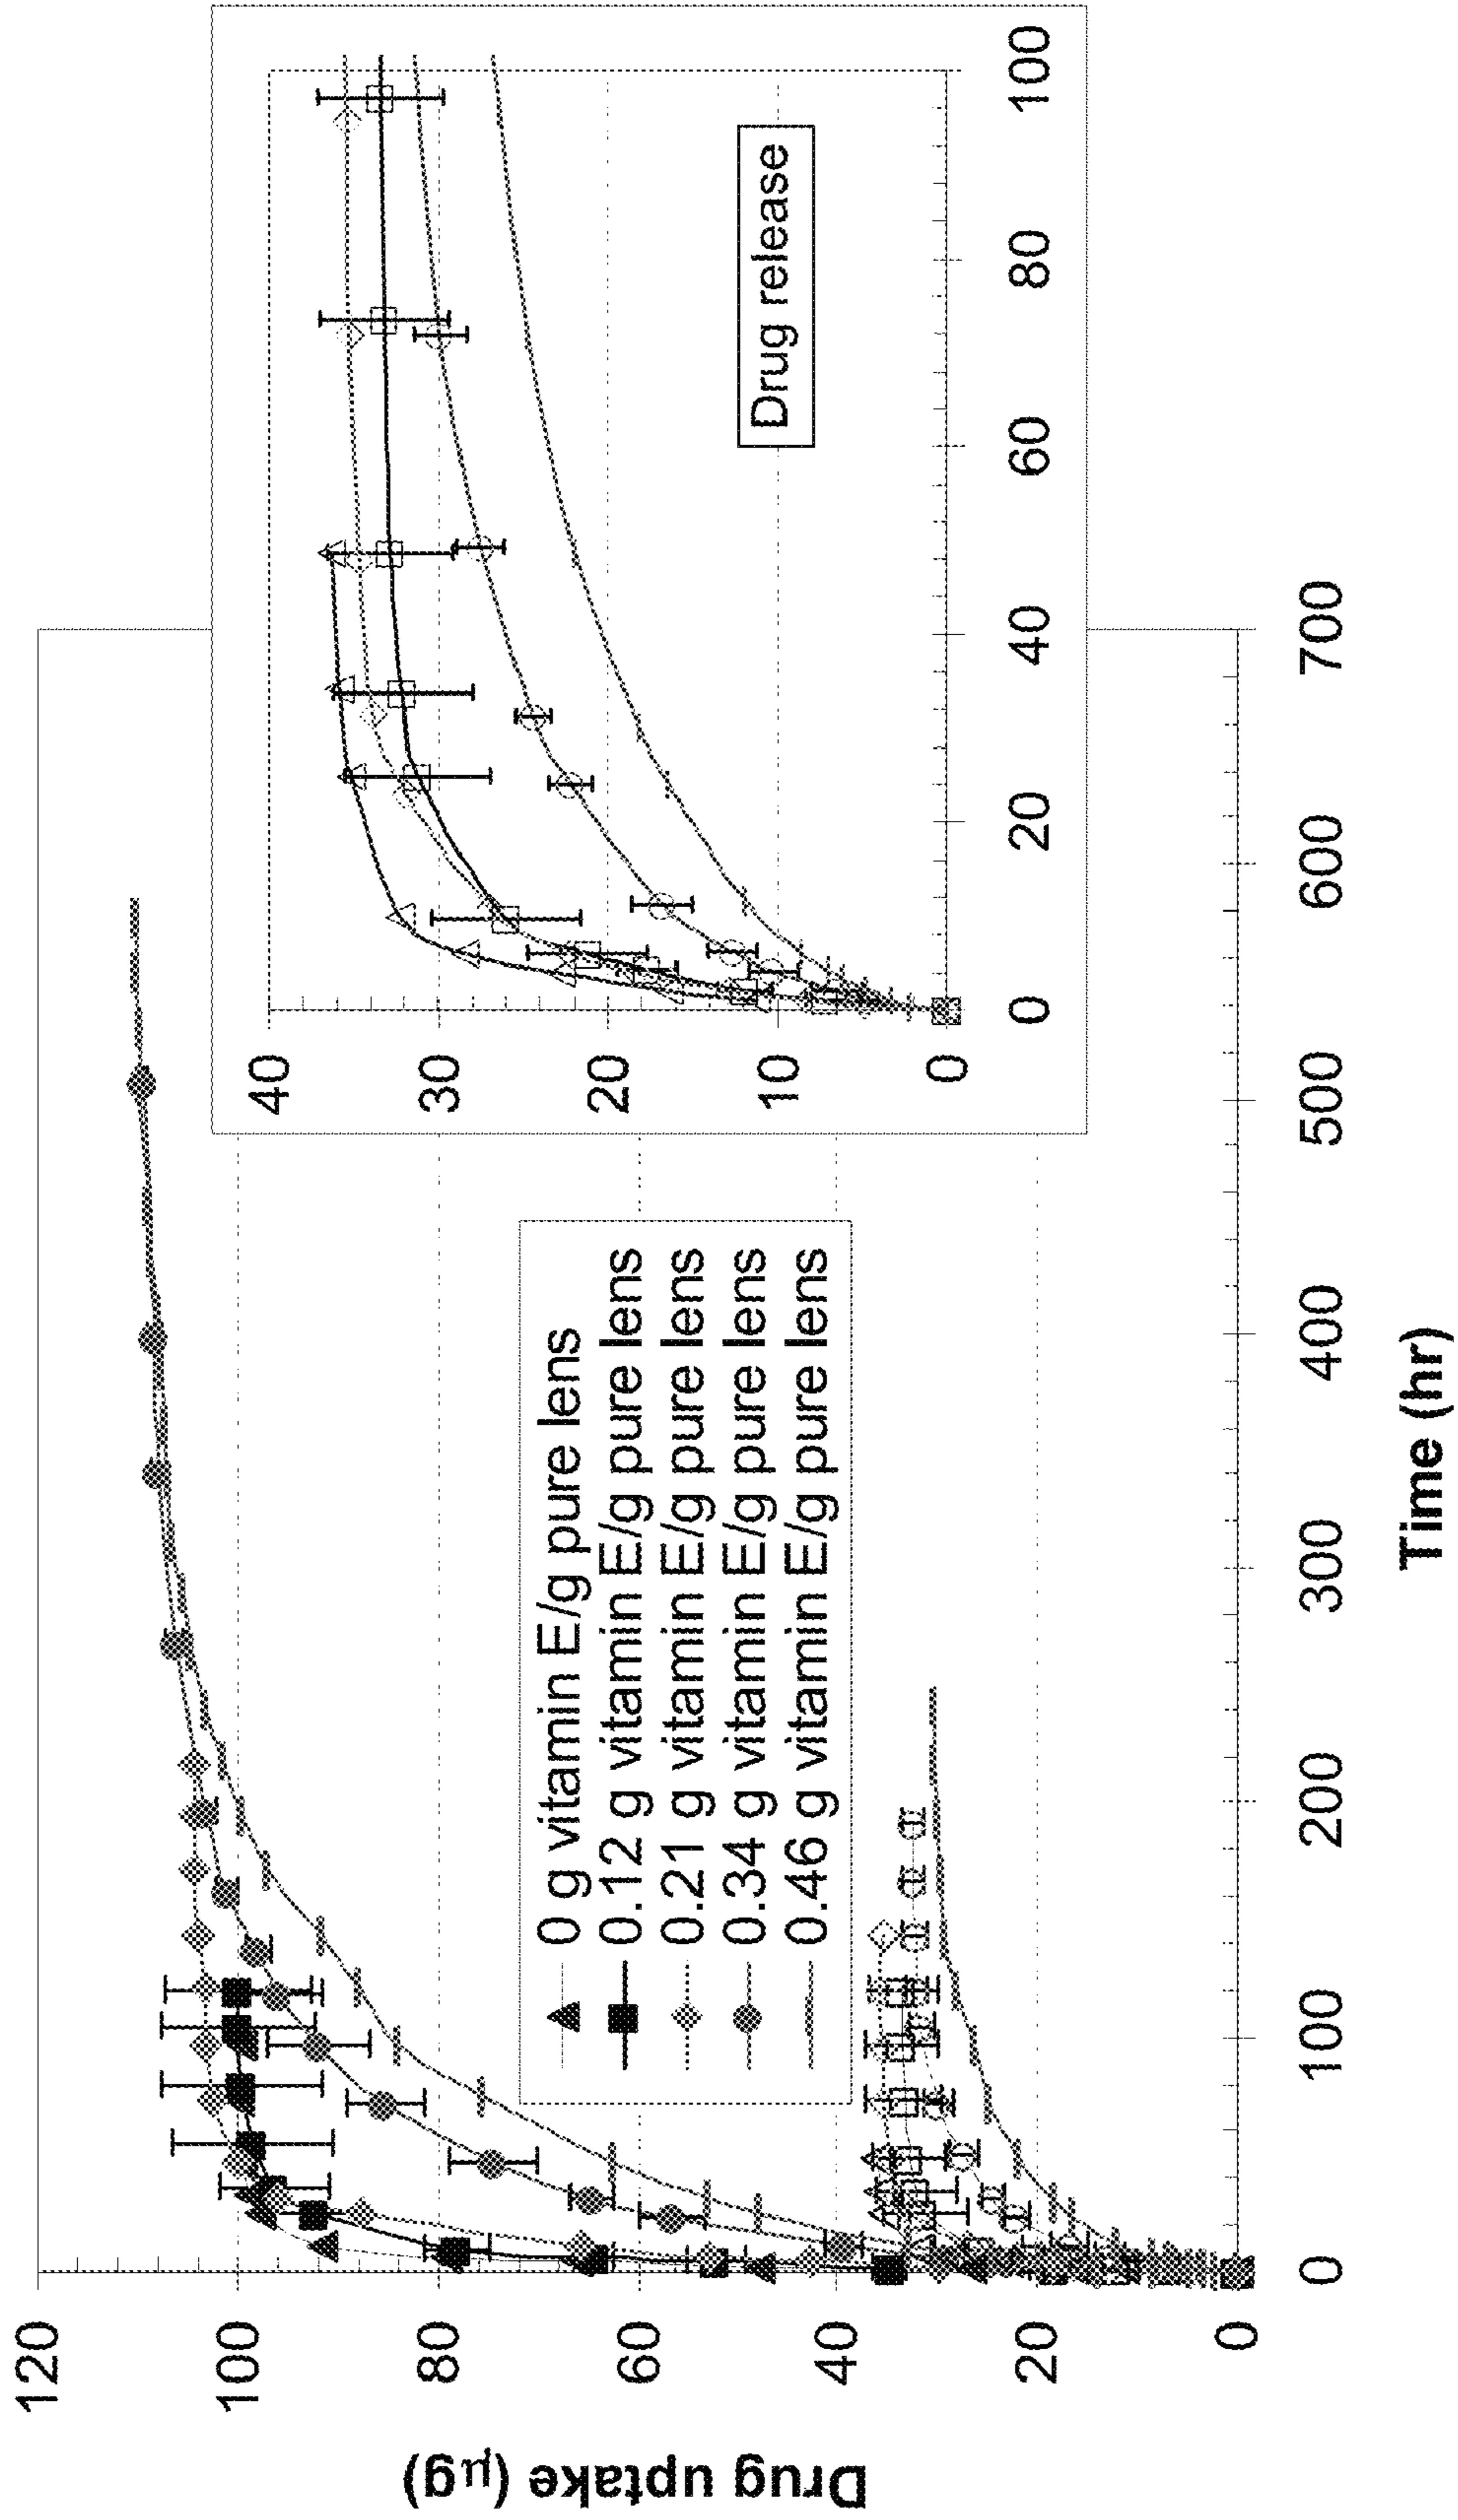 Drug uptake (µg)
120
100
80
60
40
20
0
0 g vitamin E/g pure lens
0.12 g vitamin E/g pure lens
0.21 g vitamin E/g pure lens
0.34 g vitamin E/g pure lens
0.46 g vitamin E/g pure lens
40
30
20
10
0
Drug release
0 20 40 60 80 100
0 100 200 300 400 500 600 700
Time (hr)